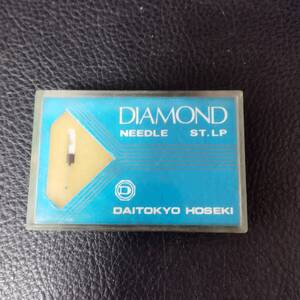 DIAMOND
NEEDLE ST. LP
D
DAITOKYO HOSEKI